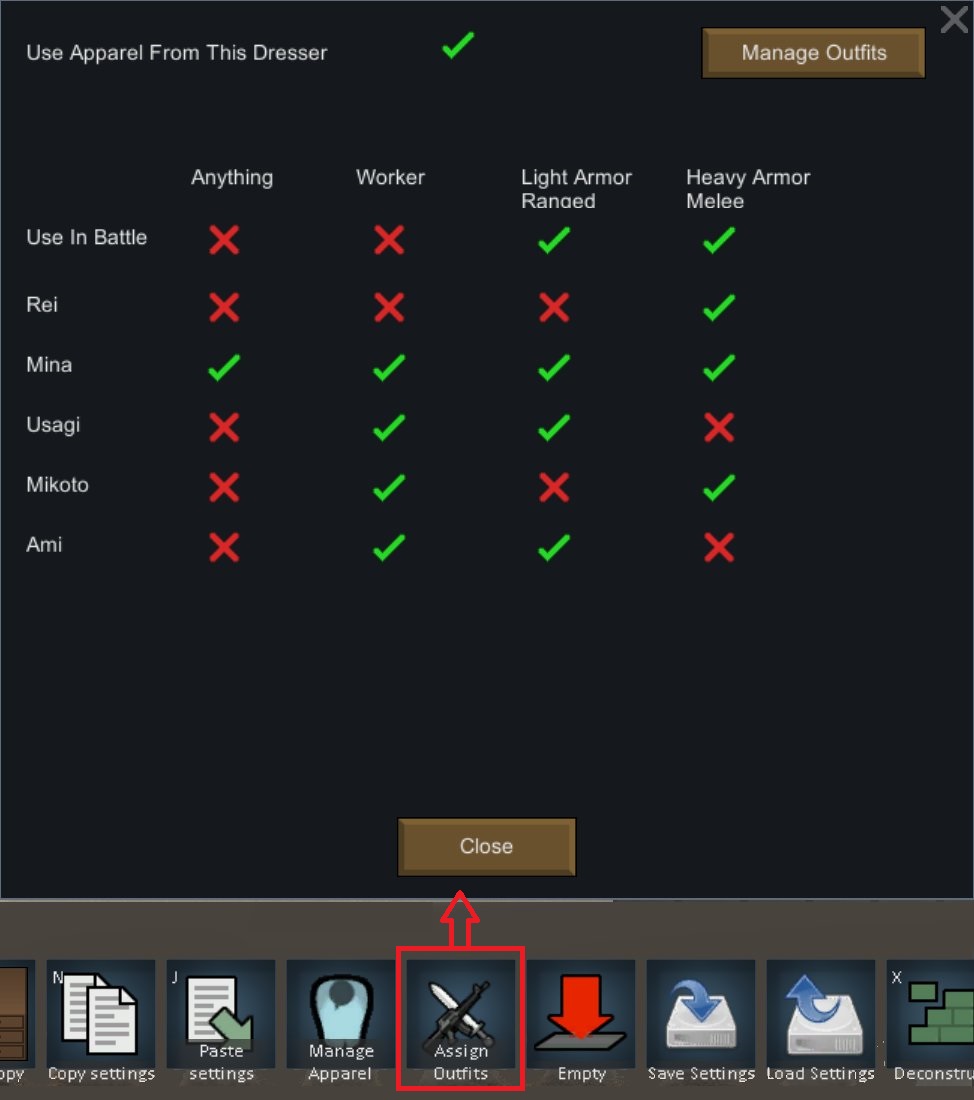 Use Apparel From This Dresser
Manage Outfits
Anything
Worker
Light Armor
Ranged
Heavy Armor
Melee
Use In Battle
Rei
Mina
Usagi
Mikoto
Ami
Close
opy
N
Copy settings
J
Paste
settings
Manage
Apparel
Assign
Outfits
Empty
Save Settings
Load Settings
X
Deconstru